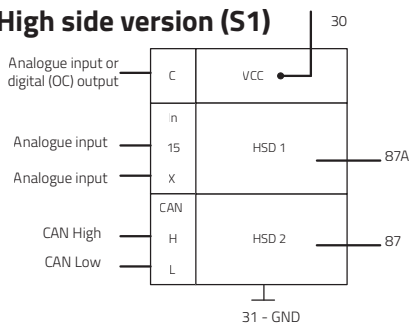 High side version (S1)
30
Analogue input or
digital (OC) output
C
VCC
In
Analogue input
15
HSD 1
87A
Analogue input
X
CAN
CAN High
H
HSD 2
87
CAN Low
L
31 - GND